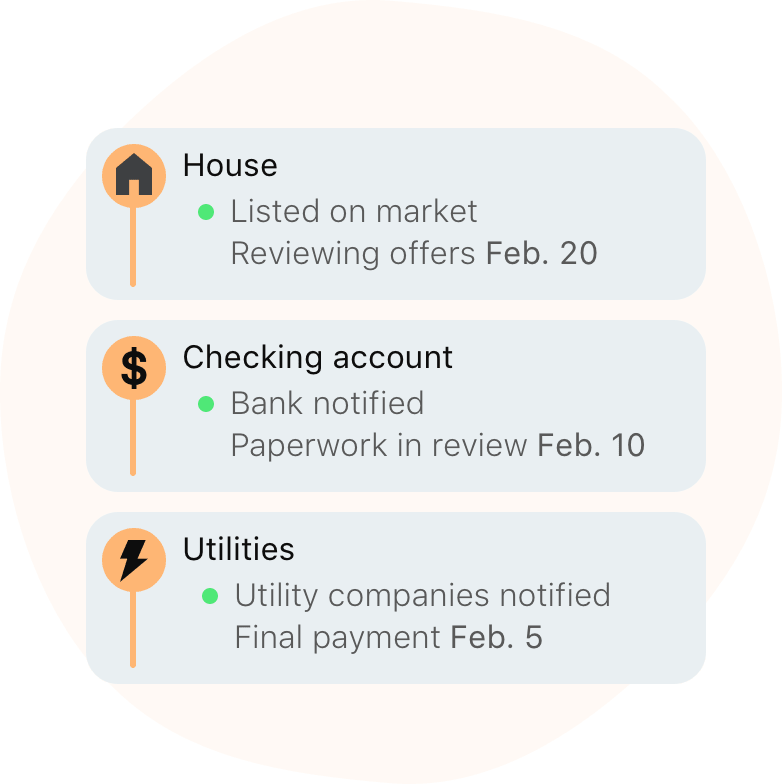 House
Listed on market
Reviewing offers Feb. 20
$
Checking account
Bank notified
Paperwork in review Feb. 10
Utilities
Utility companies notified
Final payment Feb. 5